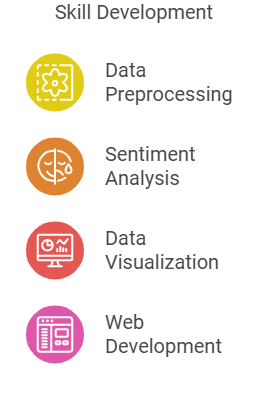 Skill Development
Data
Preprocessing
Sentiment
Analysis
Data
Visualization
Web
Development